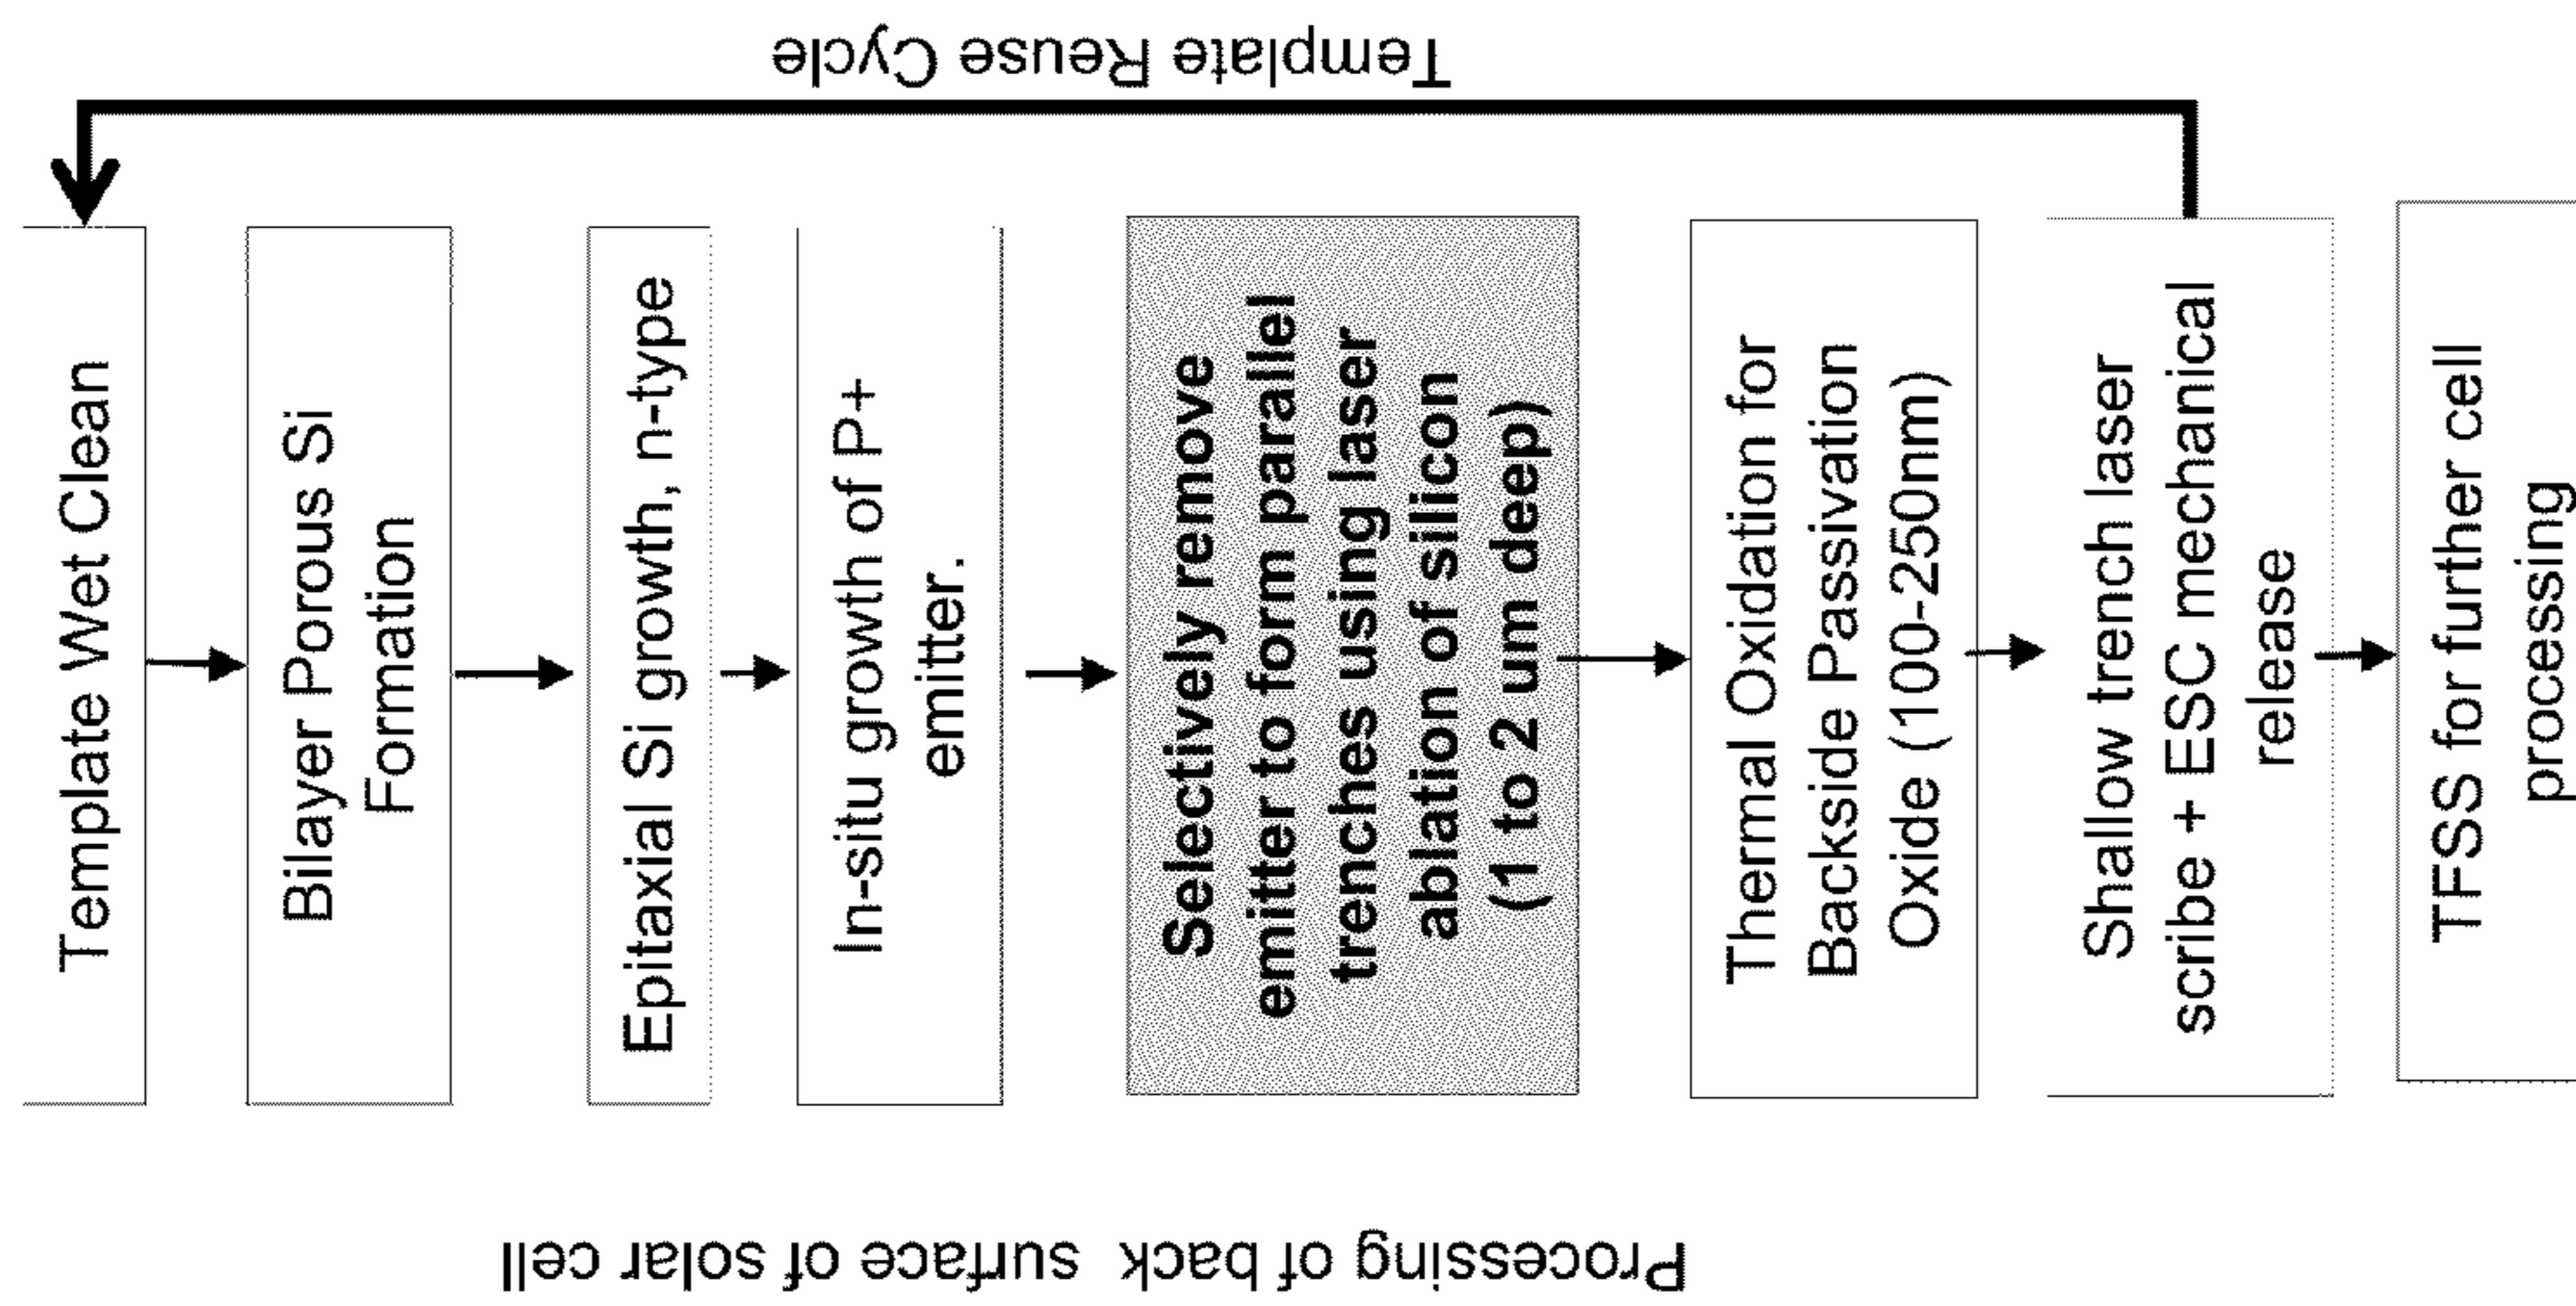 Template Reuse Cycle
Template Wet Clean
Bilayer Porous Si
Formation
Epitaxial Si growth, n-type
In-situ growth of P+
emitter.
Selectively remove
emitter to form parallel
trenches using laser
ablation of silicon
(1 to 2 um deep)
Thermal Oxidation for
Backside Passivation
Oxide (100-250nm)
Shallow trench laser
scribe + ESC mechanical
release
TFSS for further cell
processing
Processing of back surface of solar cell